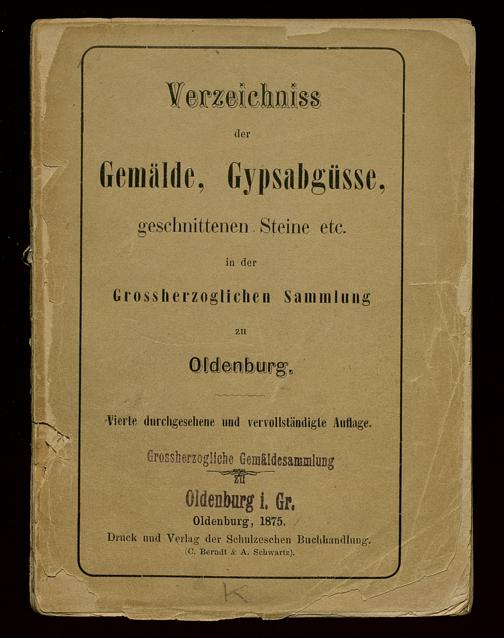 Verzeichniss
der
Gemälde, Gypsabgüsse,
geschnittenen Steine etc.
in der
Grossherzoglichen Sammlung
zu
Oldenburg.
Vierte durchgesehene und vervollständigte Auflage.
Grossherzogliche Gemäldesammlung
zu
Oldenburg i. Gr.
Oldenburg, 1875.
Druck und Verlag der Schulzeschen Buchhandlung.
(C. Berndt & A. Schwartz).
K